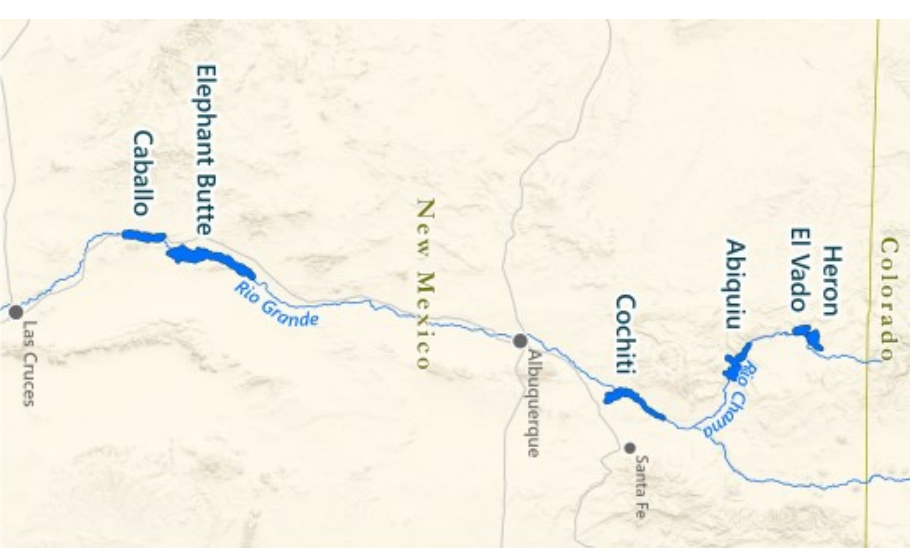 Colorado
Heron
El Vado
Abiquiu
Rio Chama
Cochiti
Santa Fe
Albuquerque
New Mexico
Rio Grande
Elephant Butte
Caballo
Las Cruces